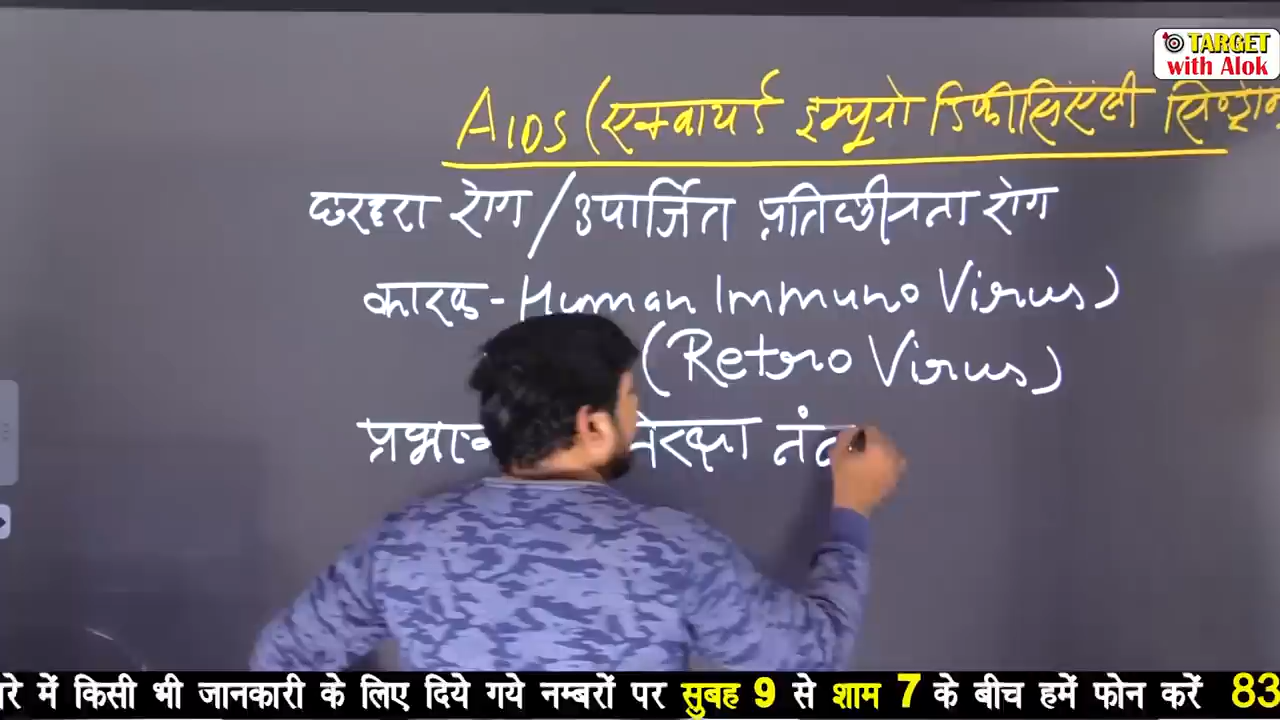 TARGET
with Alok
AIDS (एक्वायर्ड इम्यूनो डिफीसिएंसी सिन्ड्रोम
छरहरा रोग / उपार्जित प्रतिछीनता रोग
कारक - Human Immuno Virus)
(Retro Virus)
प्रभाव
रे में किसी भी जानकारी के लिए दिये गये नम्बरों पर सुबह 9 से शाम 7 के बीच हमें फोन करें 83